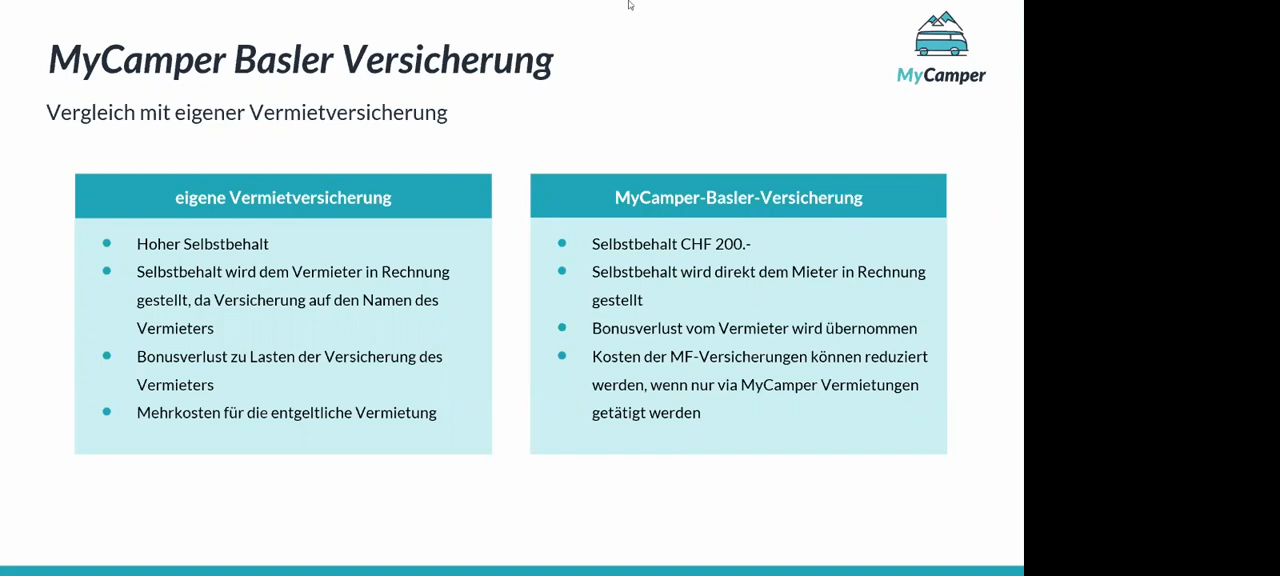 MyCamper Basler Versicherung
MyCamper
Vergleich mit eigener Vermietversicherung
eigene Vermietversicherung
Hoher Selbstbehalt
Selbstbehalt wird dem Vermieter in Rechnung
gestellt, da Versicherung auf den Namen des
Vermieters
Bonusverlust zu Lasten der Versicherung des
Vermieters
Mehrkosten für die entgeltliche Vermietung
MyCamper-Basler-Versicherung
Selbstbehalt CHF 200.-
Selbstbehalt wird direkt dem Mieter in Rechnung
gestellt
Bonusverlust vom Vermieter wird übernommen
Kosten der MF-Versicherungen können reduziert
werden, wenn nur via MyCamper Vermietungen
getätigt werden